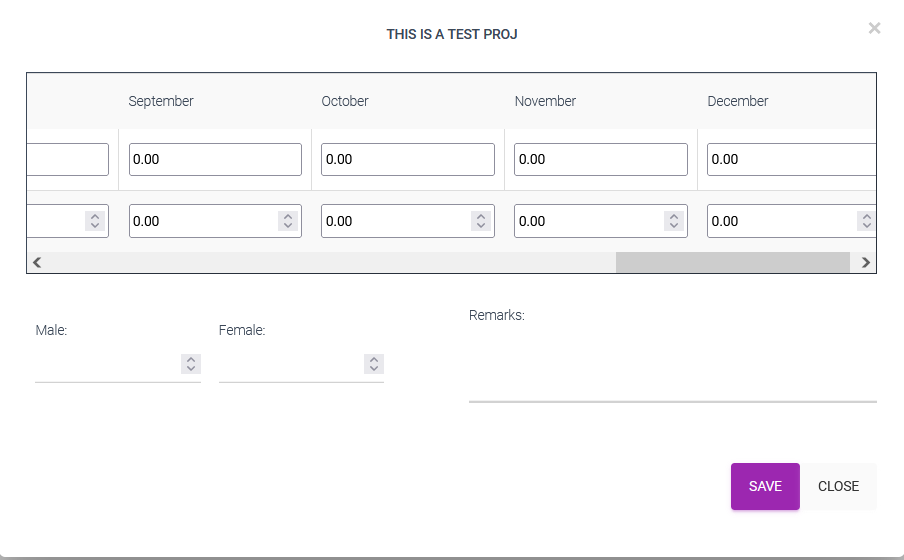 THIS IS A TEST PROJ
×
September October November December
0.00 0.00 0.00 0.00
0.00 0.00 0.00 0.00
Remarks:
Male: Female:
SAVE CLOSE